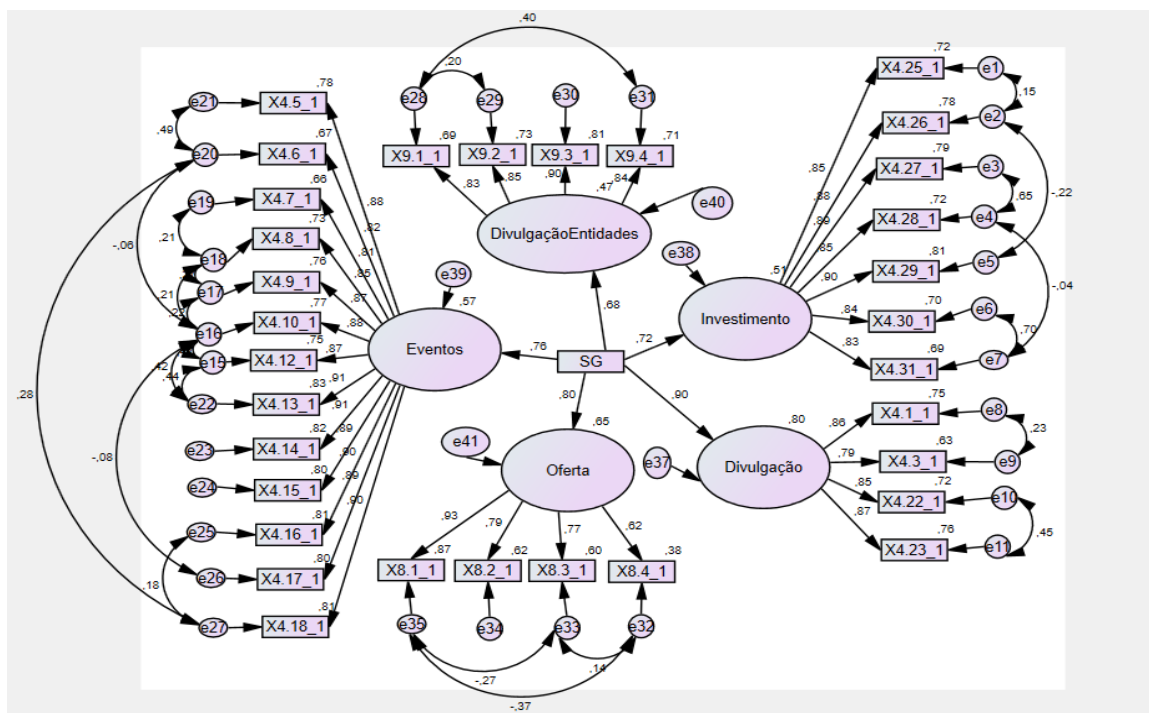 ,40
,20
e28
e29
e30
e31
,69
,73
,81
,71
X9.1_1
X9.2_1
X9.3_1
X9.4_1
,83
,85
,90
,84
,47
DivulgaçãoEntidades
e40
,68
,78
e21
X4.5_1
,49
,67
e20
X4.6_1
,66
e19
X4.7_1
,73
e18
X4.8_1
,21
-,06
,76
e17
X4.9_1
,21
,22
,77
e16
X4.10_1
,75
e15
X4.12_1
,42
,44
,83
e22
X4.13_1
,82
e23
X4.14_1
,80
e24
X4.15_1
,81
e25
X4.16_1
,80
e26
X4.17_1
,81
e27
X4.18_1
,28
-,08
,18
,88
,82
,81
,85
,87
,88
,87
,91
,91
,89
,90
,89
,90
e39
,57
Eventos
,76
SG
,72
,80
,90
,72
X4.25_1
e1
,15
,78
X4.26_1
e2
,79
X4.27_1
e3
-,22
,65
,72
X4.28_1
e4
,81
X4.29_1
e5
-,04
,70
X4.30_1
e6
,70
,69
X4.31_1
e7
,85
,88
,89
,85
,90
,84
,83
e38
,51
Investimento
,75
X4.1_1
e8
,23
,63
X4.3_1
e9
,72
X4.22_1
e10
,45
,76
X4.23_1
e11
,86
,79
,85
,87
,80
Divulgação
e37
e41
,65
Oferta
,93
,79
,77
,62
,87
,62
,60
,38
X8.1_1
X8.2_1
X8.3_1
X8.4_1
e35
e34
e33
e32
,14
-,27
-,37